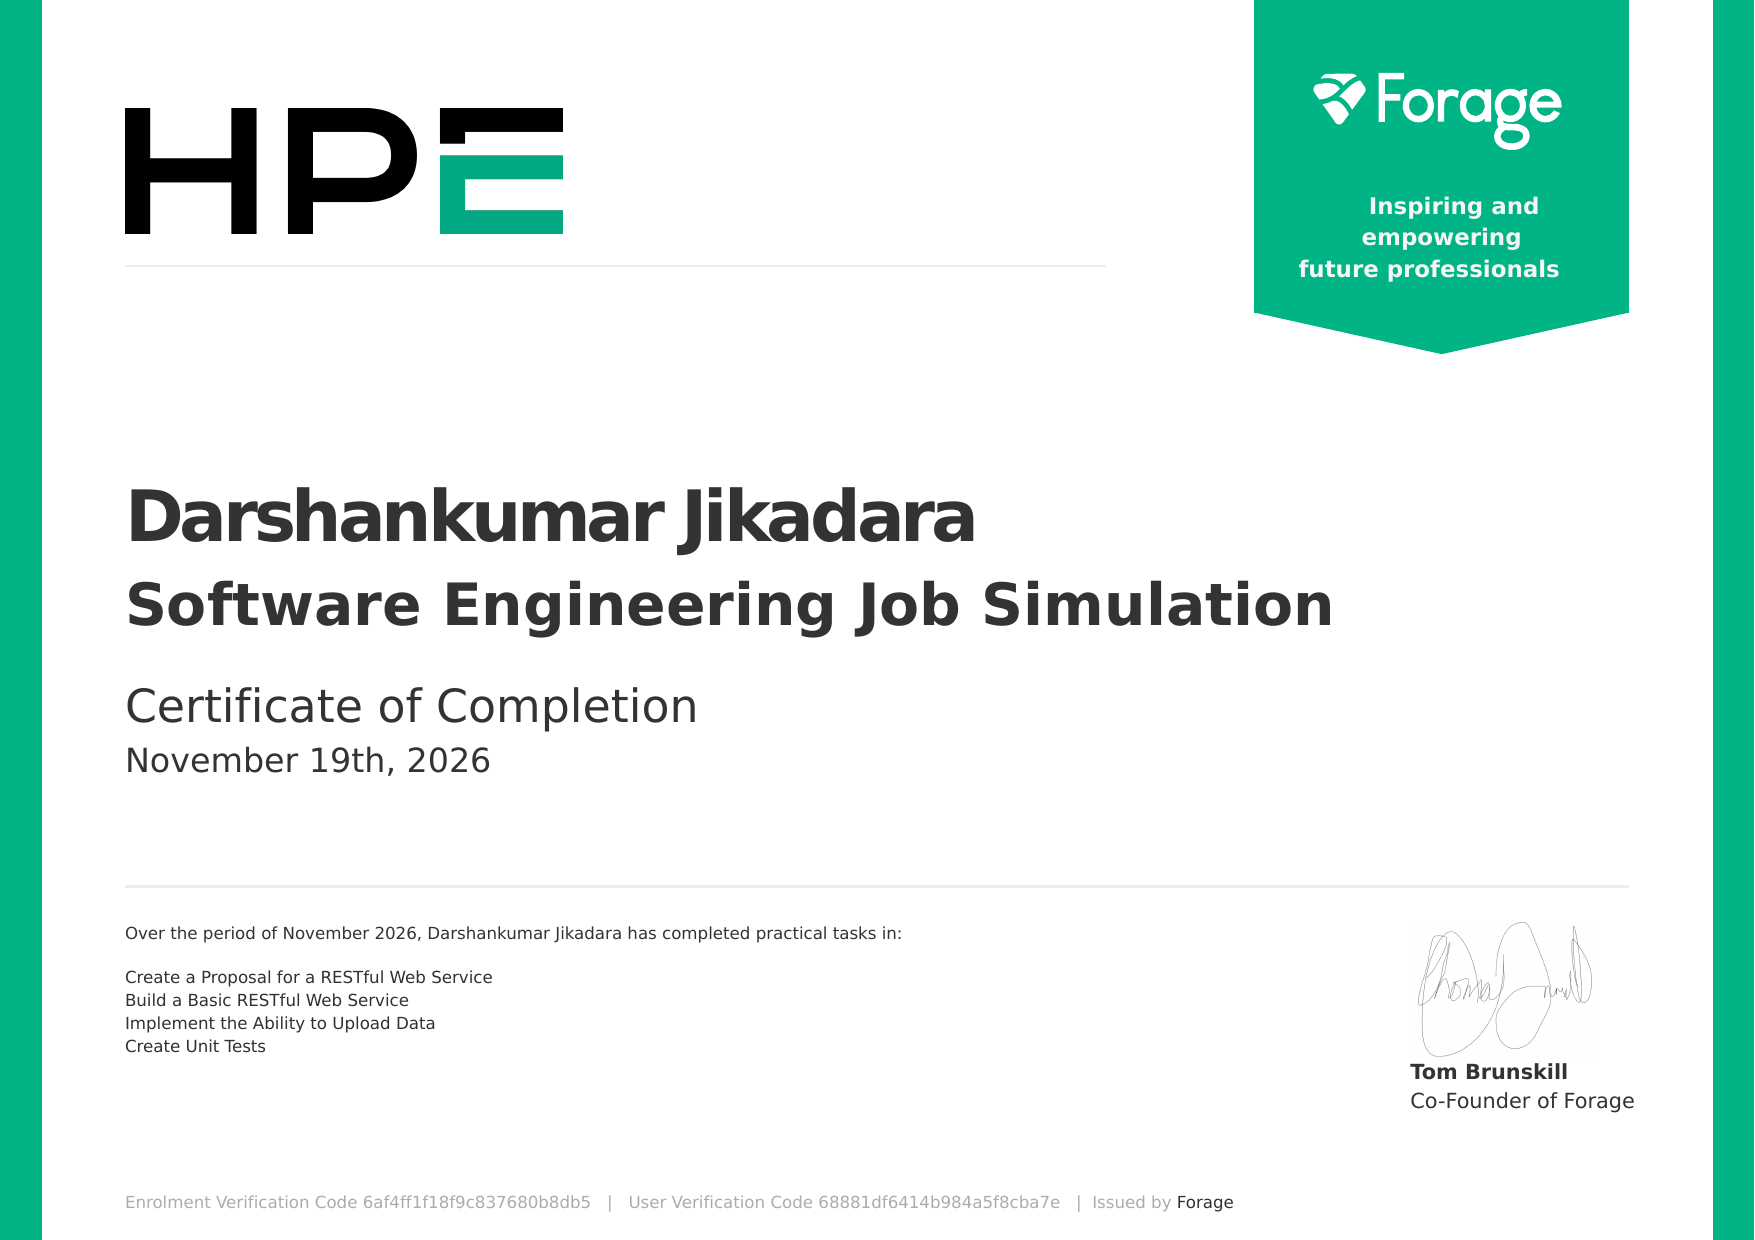 HPE
Forage
Inspiring and
empowering
future professionals
Darshankumar Jikadara
Software Engineering Job Simulation
Certificate of Completion
November 19th, 2026
Over the period of November 2026, Darshankumar Jikadara has completed practical tasks in:
Create a Proposal for a RESTful Web Service
Build a Basic RESTful Web Service
Implement the Ability to Upload Data
Create Unit Tests
Tom Brunskill
Co-Founder of Forage
Enrolment Verification Code 6af4ff1f18f9c837680b8db5 | User Verification Code 68881df6414b984a5f8cba7e | Issued by Forage